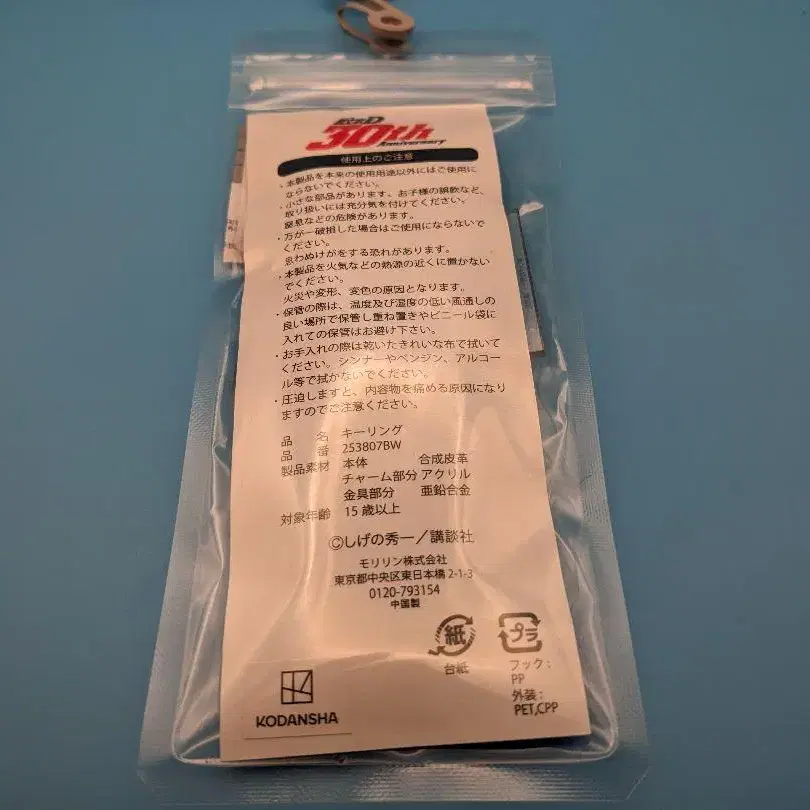 頭文字D
30th
Anniversary
使用上のご注意
・本製品を本来の使用用途以外にはご使用に
ならないでください。
・小さな部品があります。お子様の誤飲など、
取り扱いには充分気を付けてください。
窒息などの危険があります。
・万が一破損した場合はご使用にならないで
ください。
思わぬけがをする恐れがあります。
・本製品を火気などの熱源の近くに置かない
でください。
火災や変形、変色の原因となります。
・保管の際は、温度及び湿度の低い風通しの
良い場所で保管し重ね置きやビニール袋に
入れての保管はお避け下さい。
・お手入れの際は乾いたきれいな布で拭いて
ください。シンナーやベンジン、アルコー
ル等で拭かないでください。
・圧迫しますと、内容物を痛める原因になり
ますのでご注意ください。
品 名 キーリング
品 番 253807BW
製品素材 本体 合成皮革
チャーム部分 アクリル
金具部分 亜鉛合金
対象年齢 15歳以上
©しげの秀一／講談社
モリリン株式会社
東京都中央区東日本橋2-1-3
0120-793154
中国製
紙
台紙
プラ
フック：
PP
外装：
PET,CPP
KODANSHA